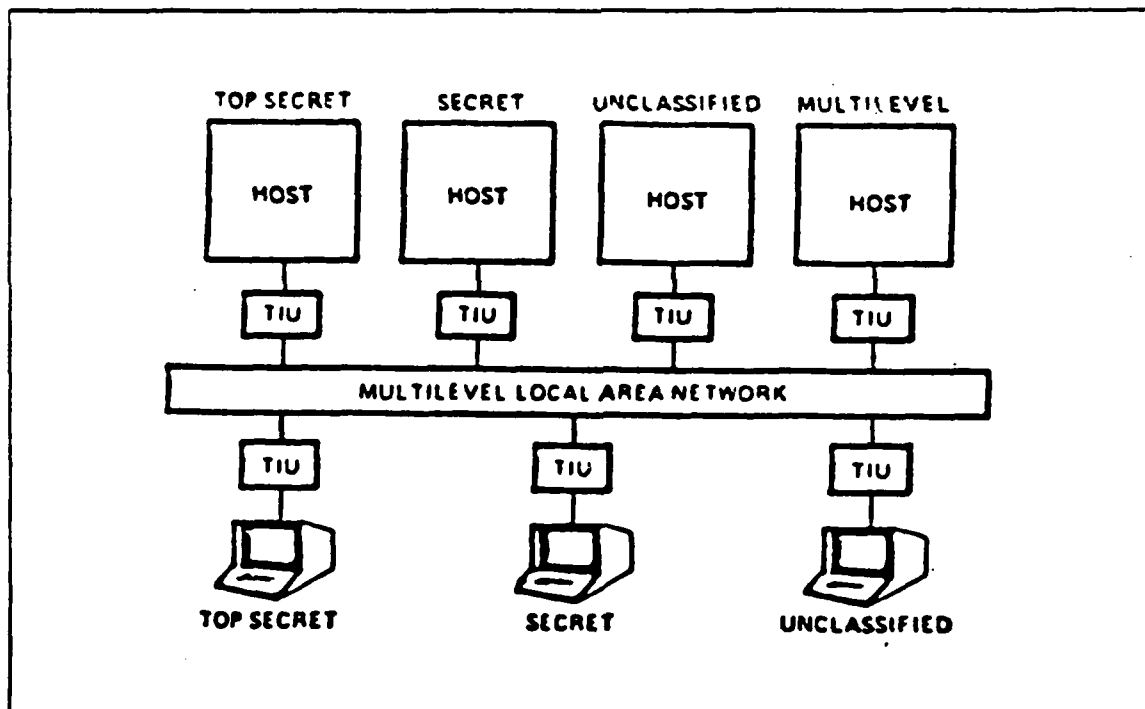 TOP SECRET SECRET UNCLASSIFIED MULTILEVEL
HOST HOST HOST HOST
TIU TIU TIU TIU
MULTILEVEL LOCAL AREA NETWORK
TIU TIU TIU
TOP SECRET SECRET UNCLASSIFIED